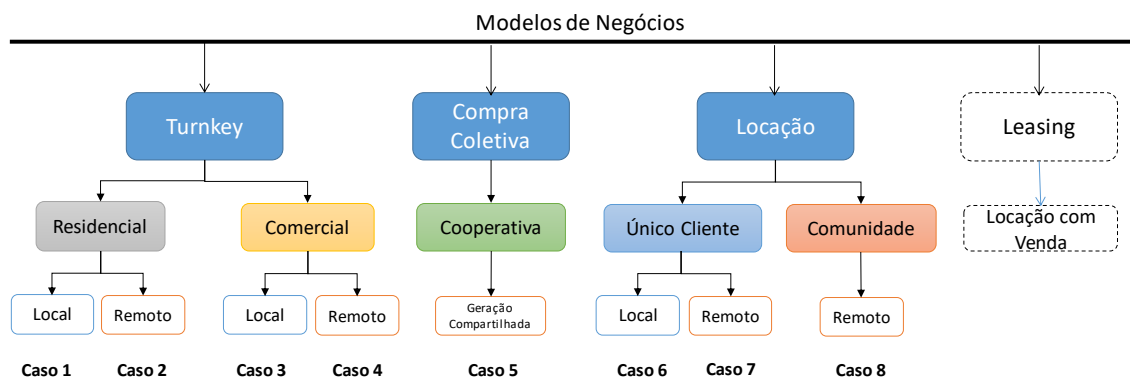 Modelos de Negócios
Turnkey
Compra
Coletiva
Locação
Leasing
Residencial
Comercial
Cooperativa
Único Cliente
Comunidade
Locação com
Venda
Local
Remoto
Local
Remoto
Geração
Compartilhada
Local
Remoto
Remoto
Caso 1
Caso 2
Caso 3
Caso 4
Caso 5
Caso 6
Caso 7
Caso 8